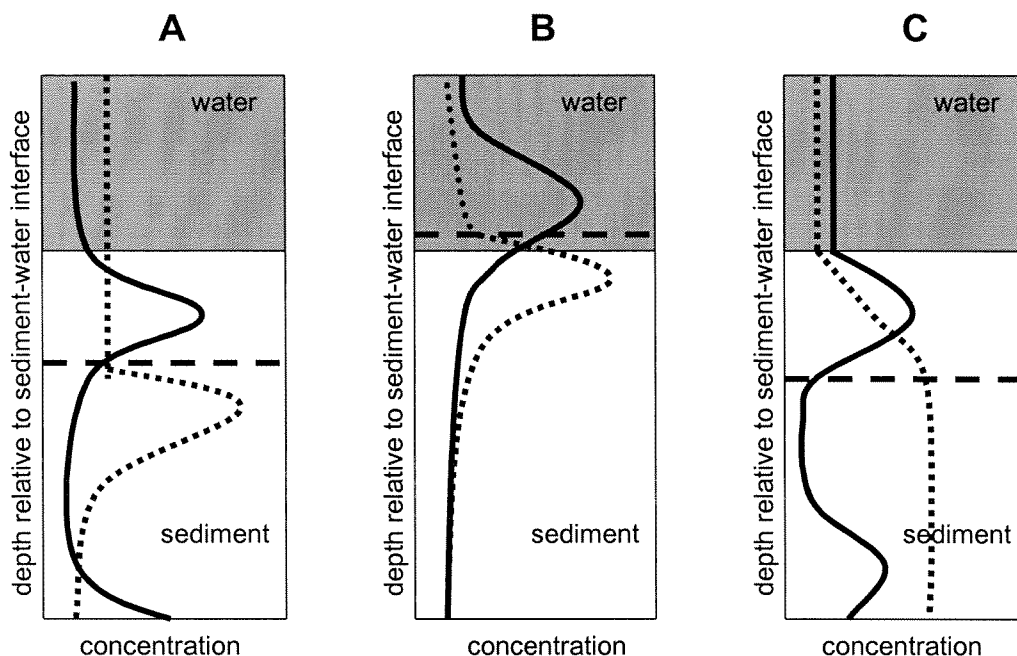 A
B
C
depth relative to sediment-water interface
water
sediment
concentration
depth relative to sediment-water interface
water
sediment
concentration
depth relative to sediment-water interface
water
sediment
concentration